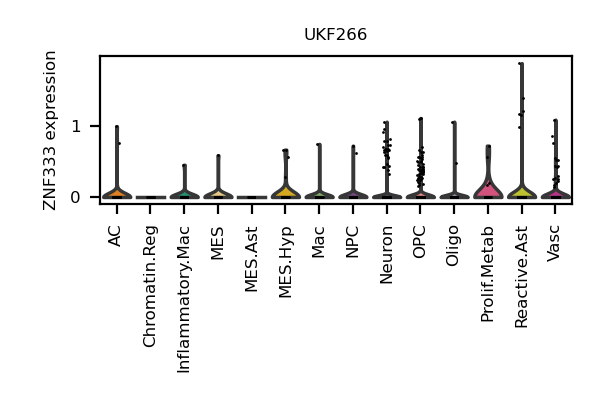 UKF266
ZNF333 expression
1
0
AC
Chromatin.Reg
Inflammatory.Mac
MES
MES.Ast
MES.Hyp
Mac
NPC
Neuron
OPC
Oligo
Prolif.Metab
Reactive.Ast
Vasc